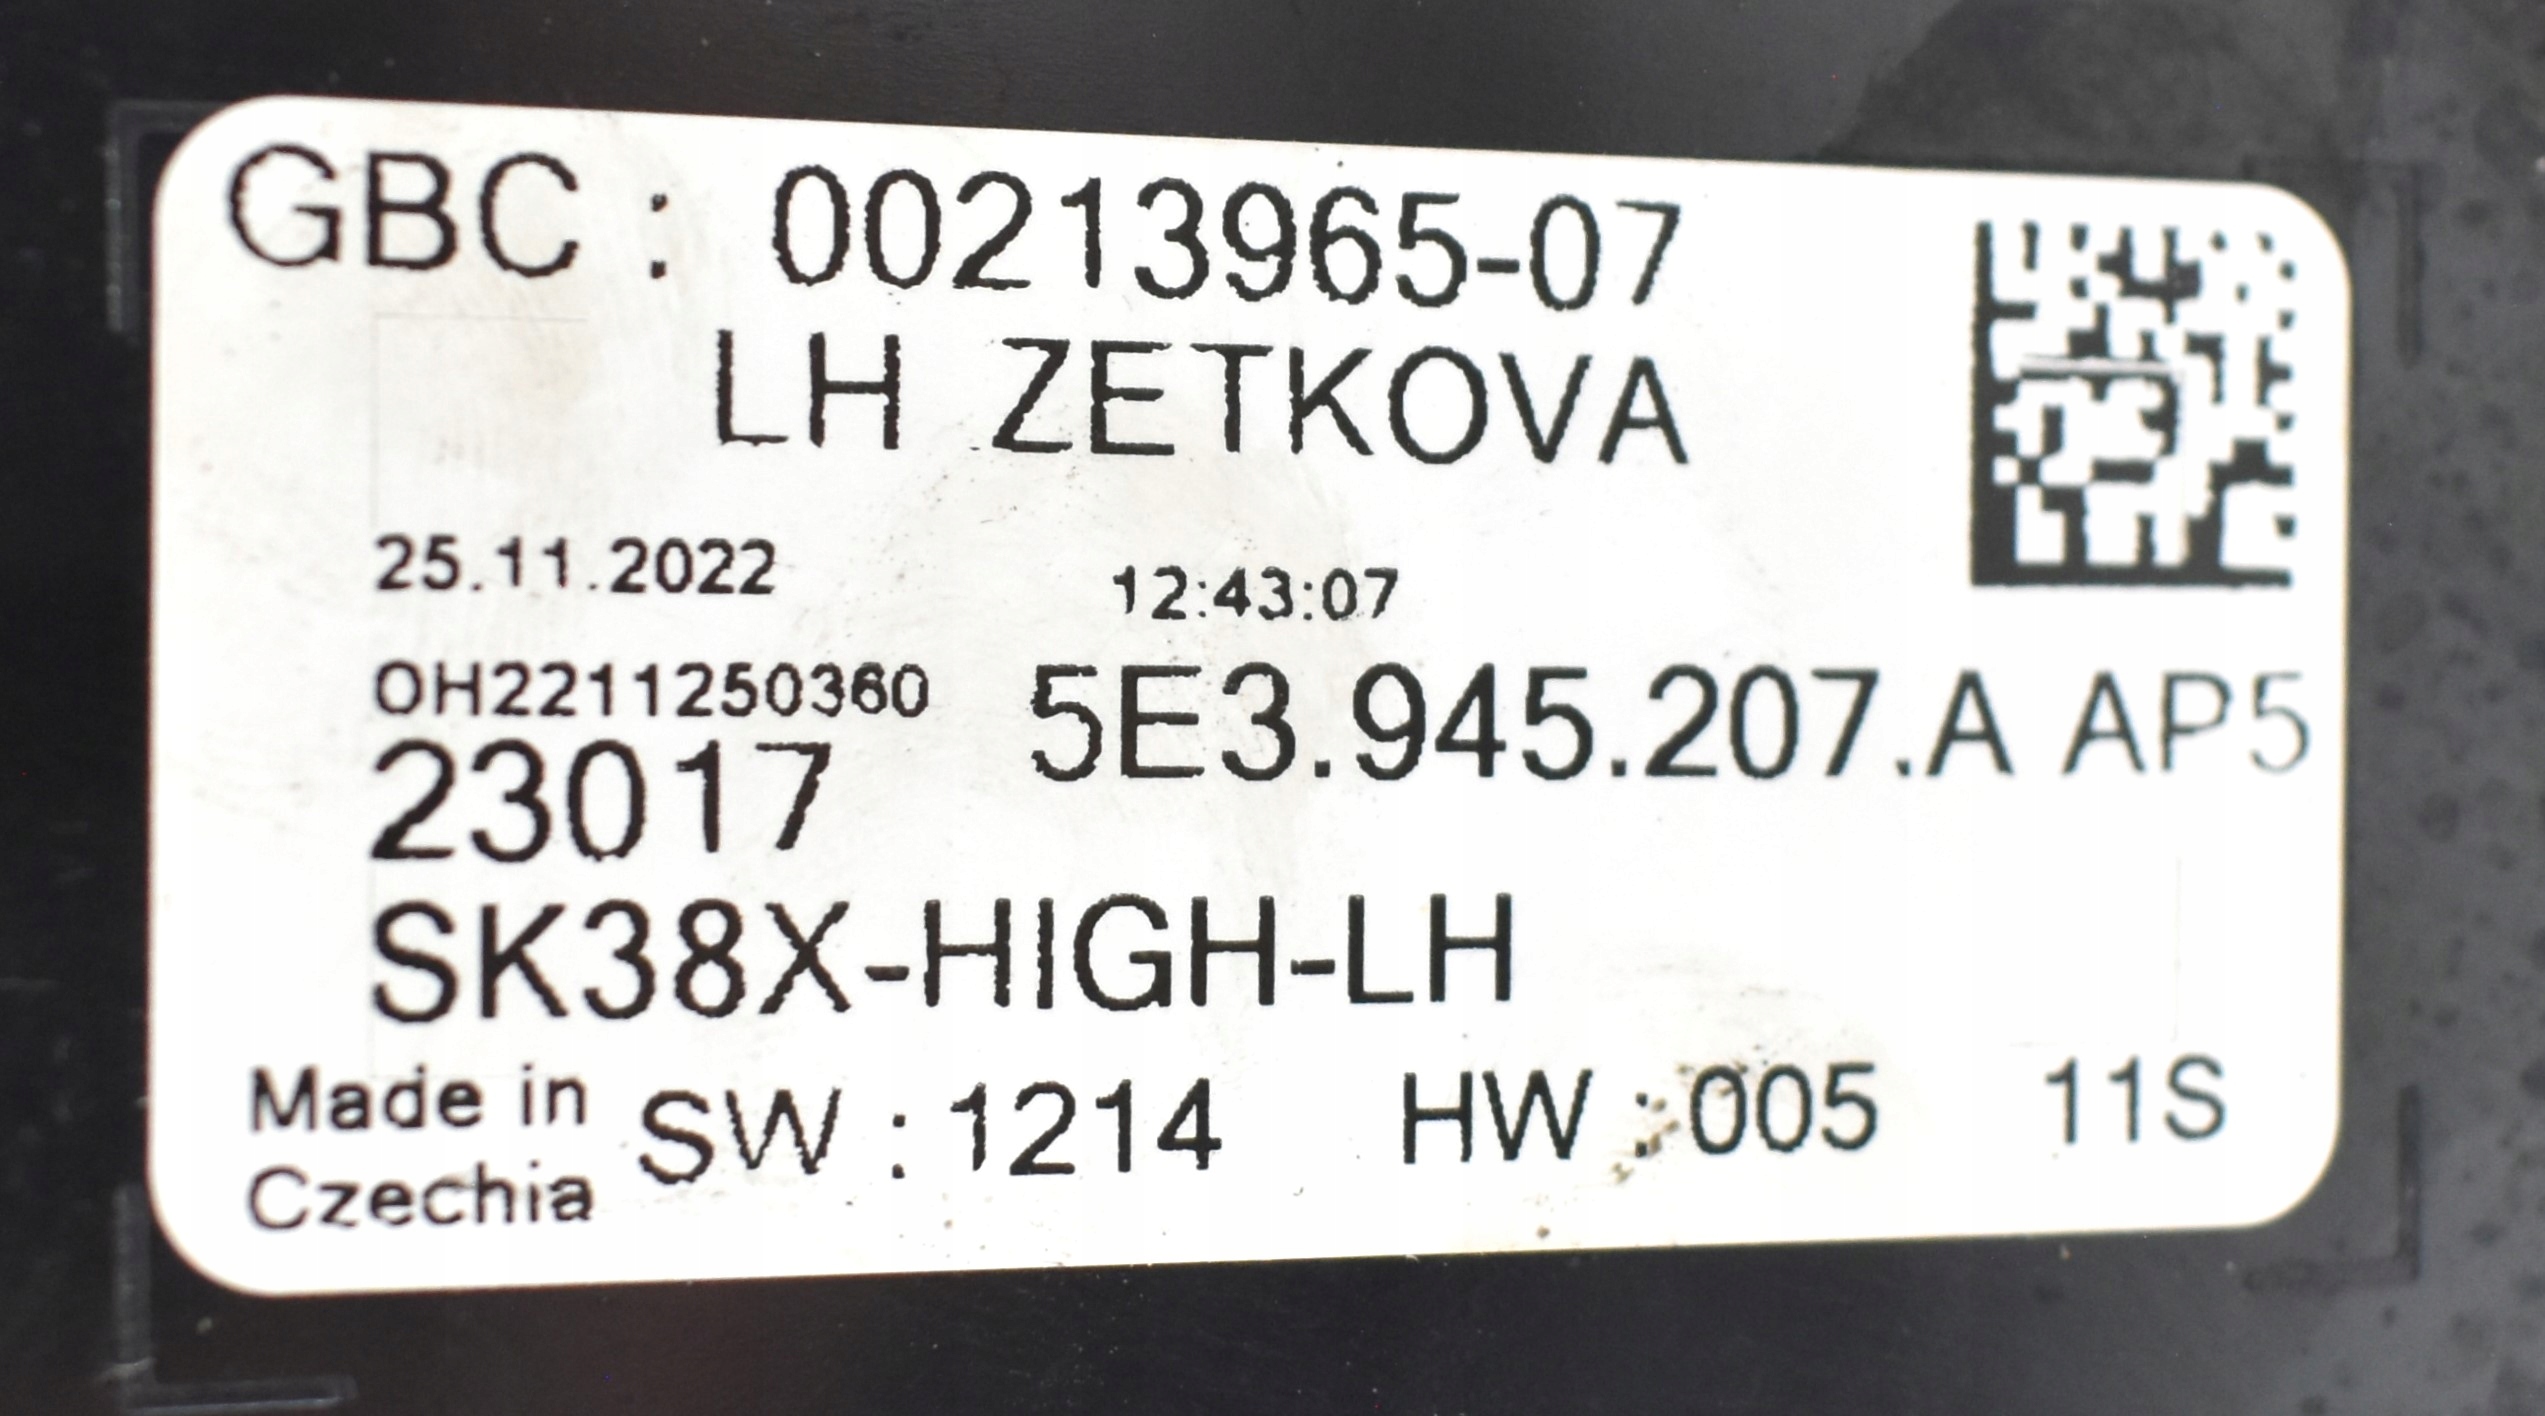 GBC : 00213965-07
LH ZETKOVA
25.11.2022 12:43:07
OH2211250360 5E3.945.207.A AP5
23017
SK38X-HIGH-LH
Made in SW : 1214 HW : 005 11S
Czechia